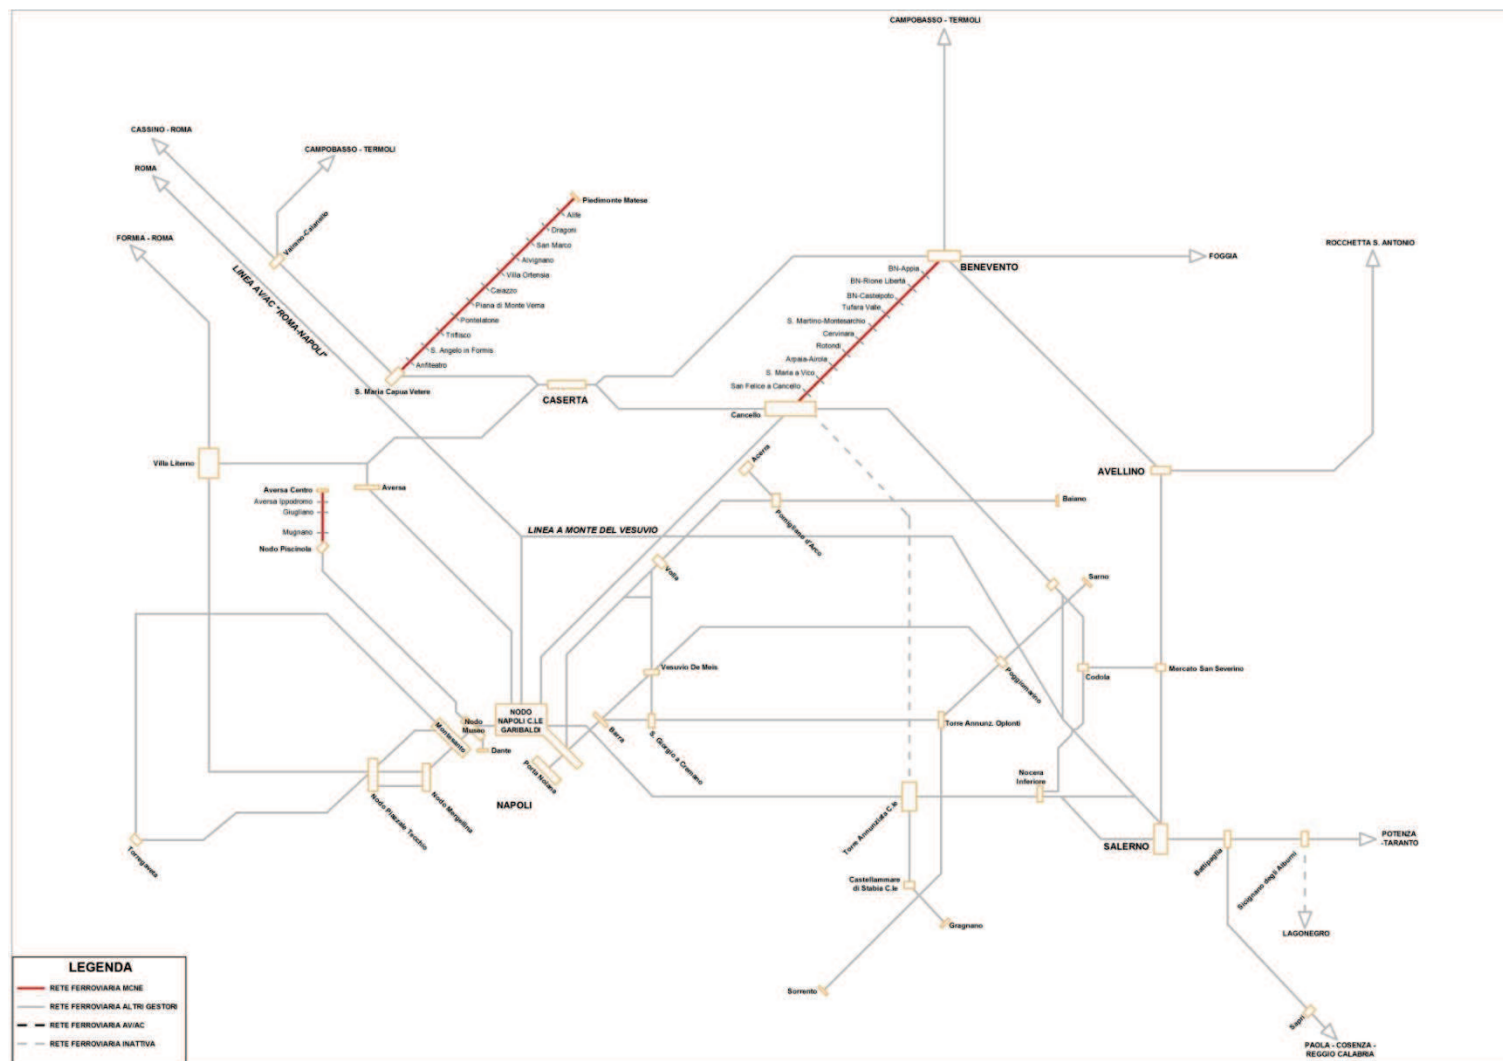 CAMPOBASSO - TERMOLI
CASSINO - ROMA
CAMPOBASSO - TERMOLI
ROMA
FORMIA - ROMA
Vairano-Caianello
LINEA AV/AC "ROMA-NAPOLI"
Piedimonte Matese
Alife
Dragoni
San Marco
Alvignano
Villa Ortensia
Caiazzo
Piana di Monte Verna
Pontelatone
Triflisco
S. Angelo in Formis
Anfiteatro
S. Maria Capua Vetere
ROCCHETTA S. ANTONIO
FOGGIA
BENEVENTO
BN-Appia
BN-Rione Libertà
BN-Castelpoto
Tufara Valle
S. Martino-Montesarchio
Cervinara
Rotondi
Arpaia-Airola
S. Maria a Vico
San Felice a Cancello
CASERTA
Cancello
Villa Literno
Aversa
Aversa Centro
Aversa Ippodromo
Giugliano
Mugnano
Nodo Piscinola
Acerra
Pomigliano d'Arco
Baiano
AVELLINO
LINEA A MONTE DEL VESUVIO
Volla
Sarno
Vesuvio De Meis
Poggiomarino
Codola
Mercato San Severino
NODO
NAPOLI C.LE
GARIBALDI
Nodo
Museo
Montesanto
Dante
Porta Nolana
Barra
S. Giorgio a Cremano
Torre Annunz. Oplonti
Nocera
Inferiore
NAPOLI
Nodo Mergellina
Nodo Piazzale Tecchio
Torregaveta
Torre Annunziata C.le
Castellammare
di Stabia C.le
Gragnano
Sorrento
SALERNO
Battipaglia
Sicignano degli Alburni
POTENZA
-TARANTO
LAGONEGRO
Sapri
PAOLA - COSENZA -
REGGIO CALABRIA
LEGENDA
RETE FERROVIARIA MCNE
RETE FERROVIARIA ALTRI GESTORI
RETE FERROVIARIA AV/AC
RETE FERROVIARIA INATTIVA